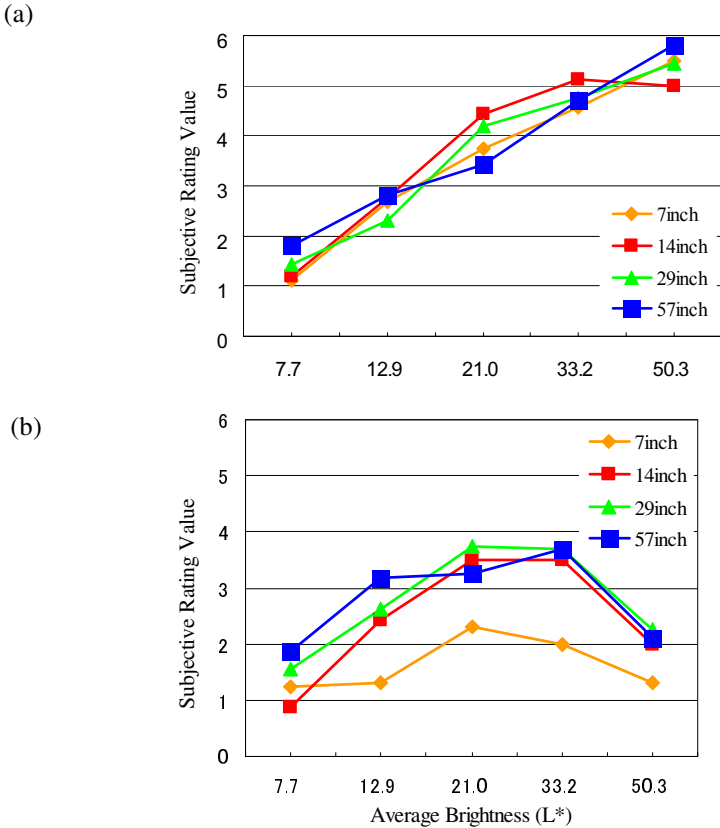 (a)
Subjective Rating Value
6
5
4
3
2
1
0
7inch
14inch
29inch
57inch
7.7 12.9 21.0 33.2 50.3
(b)
Subjective Rating Value
6
5
4
3
2
1
0
7inch
14inch
29inch
57inch
7.7 12.9 21.0 33.2 50.3
Average Brightness (L*)